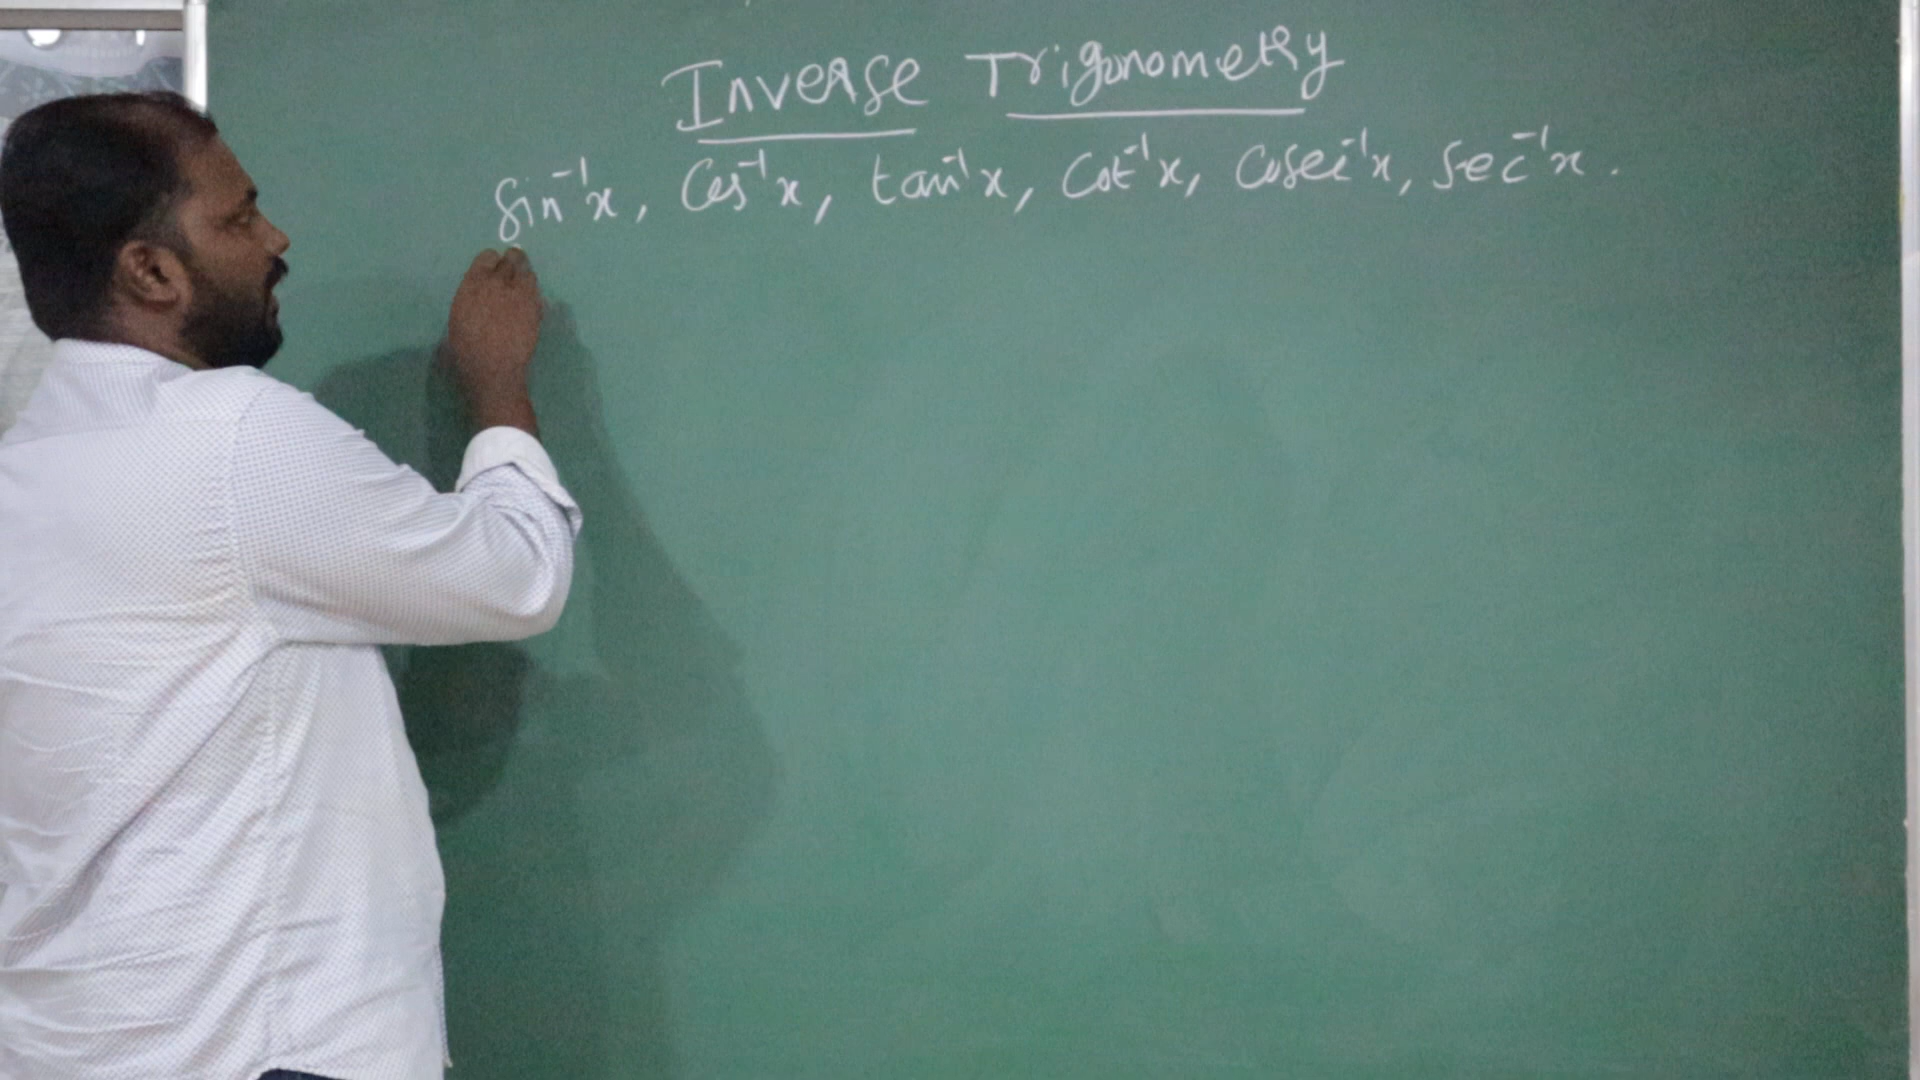 Inverse Trigonometry
sin⁻¹x, Cos⁻¹x, tan⁻¹x, Cot⁻¹x, Cosec⁻¹x, Sec⁻¹x.